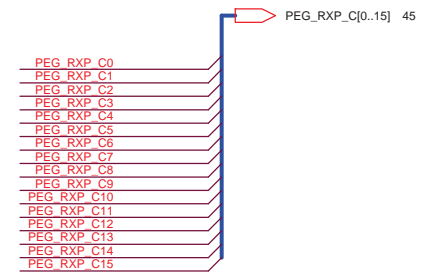 PEG_RXP_C[0..15] 45
PEG_RXP_C0
PEG_RXP_C1
PEG_RXP_C2
PEG_RXP_C3
PEG_RXP_C4
PEG_RXP_C5
PEG_RXP_C6
PEG_RXP_C7
PEG_RXP_C8
PEG_RXP_C9
PEG_RXP_C10
PEG_RXP_C11
PEG_RXP_C12
PEG_RXP_C13
PEG_RXP_C14
PEG_RXP_C15